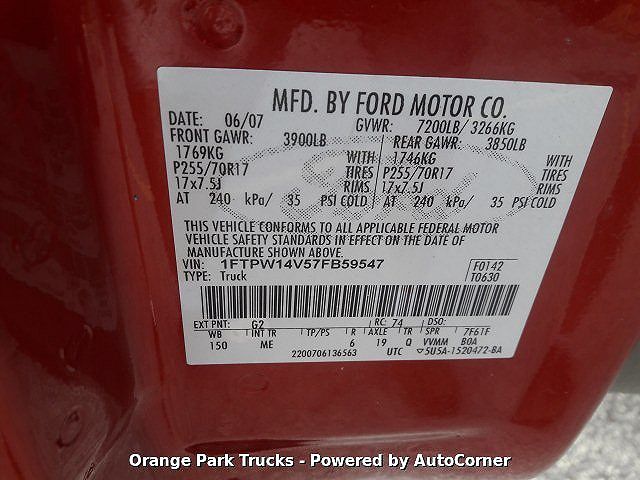 MFD. BY FORD MOTOR CO.
DATE: 06/07 GVWR: 7200LB/ 3266KG
FRONT GAWR: 3900LB REAR GAWR: 3850LB
1769KG WITH 1746KG WITH
P255/70R17 TIRES P255/70R17 TIRES
17x7.5J RIMS 17x7.5J RIMS
AT 240 kPa/ 35 PSI COLD AT 240 kPa/ 35 PSI COLD
THIS VEHICLE CONFORMS TO ALL APPLICABLE FEDERAL MOTOR
VEHICLE SAFETY STANDARDS IN EFFECT ON THE DATE OF
MANUFACTURE SHOWN ABOVE.
VIN: 1FTPW14V57FB59547 F0142
TYPE: Truck T0630
EXT PNT: G2 RC: 74 DSO:
WB INT TR TP/PS R AXLE TR SPR 7F61F
150 ME 6 19 Q VVMM BOA
2200706136563 UTC 5U5A-1520472-BA
Orange Park Trucks - Powered by AutoCorner